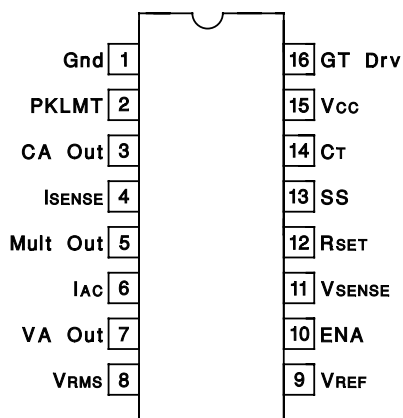 Gnd 1 16 GT Drv
PKLMT 2 15 VCC
CA Out 3 14 CT
ISENSE 4 13 SS
Mult Out 5 12 RSET
IAC 6 11 VSENSE
VA Out 7 10 ENA
VRMS 8 9 VREF